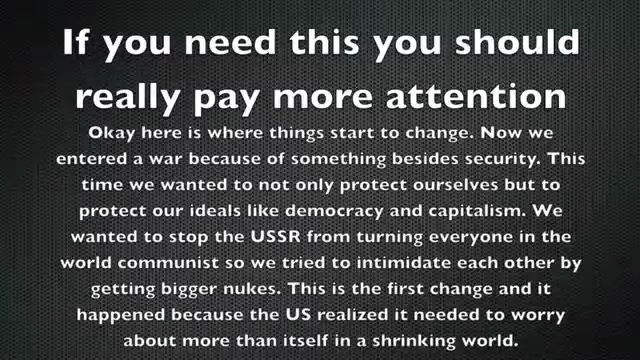 If you need this you should
really pay more attention
Okay here is where things start to change. Now we
entered a war because of something besides security. This
time we wanted to not only protect ourselves but to
protect our ideals like democracy and capitalism. We
wanted to stop the USSR from turning everyone in the
world communist so we tried to intimidate each other by
getting bigger nukes. This is the first change and it
happened because the US realized it needed to worry
about more than itself in a shrinking world.